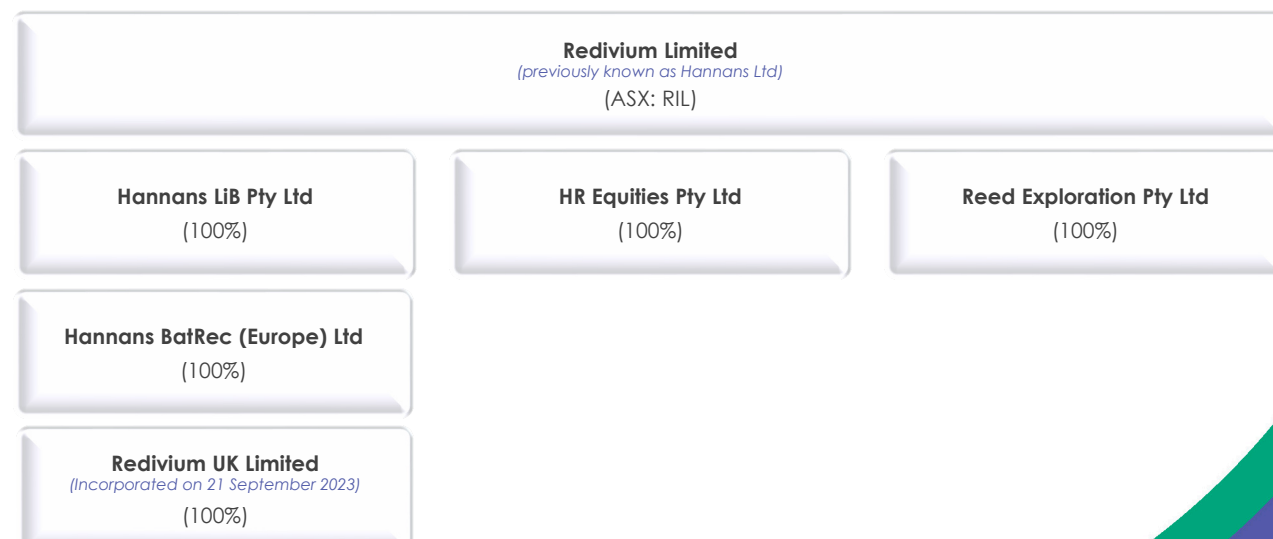 Redivium Limited
(previously known as Hannans Ltd)
(ASX: RIL)
Hannans LiB Pty Ltd
(100%)
HR Equities Pty Ltd
(100%)
Reed Exploration Pty Ltd
(100%)
Hannans BatRec (Europe) Ltd
(100%)
Redivium UK Limited
(Incorporated on 21 September 2023)
(100%)